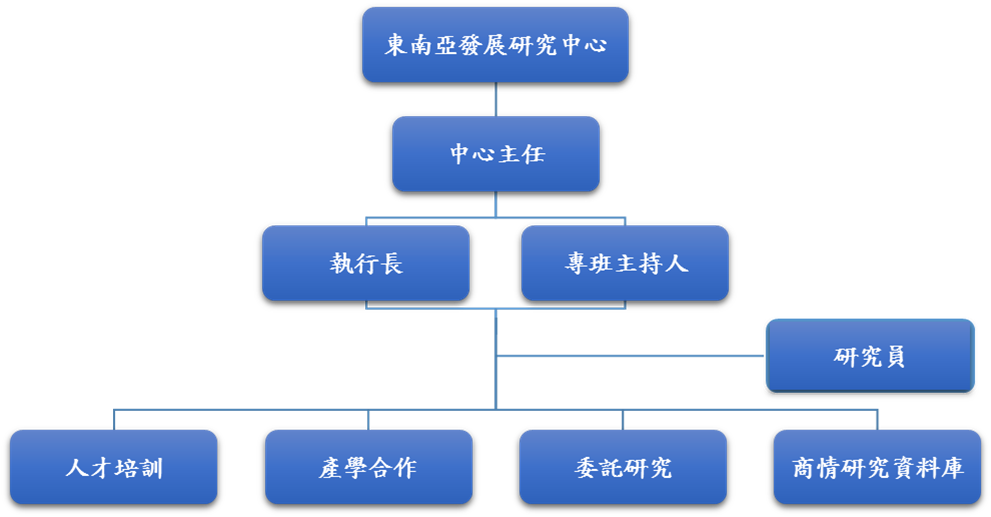 東南亞發展研究中心
中心主任
執行長
專班主持人
研究員
人才培訓
產學合作
委託研究
商情研究資料庫